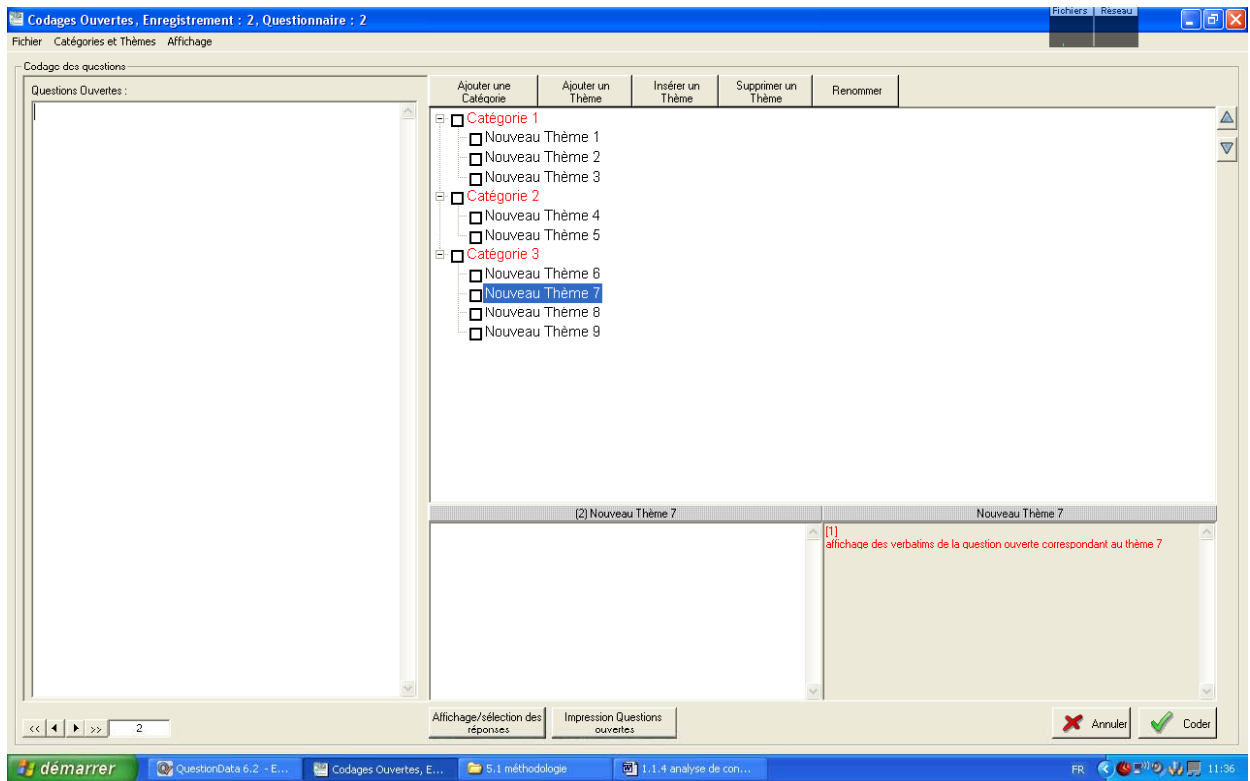 Codages Ouvertes, Enregistrement : 2, Questionnaire : 2
Fichiers Réseau
Fichier Catégories et Thèmes Affichage
Codage des questions
Questions Ouvertes :
Ajouter une Catégorie
Ajouter un Thème
Insérer un Thème
Supprimer un Thème
Renommer
Catégorie 1
Nouveau Thème 1
Nouveau Thème 2
Nouveau Thème 3
Catégorie 2
Nouveau Thème 4
Nouveau Thème 5
Catégorie 3
Nouveau Thème 6
Nouveau Thème 7
Nouveau Thème 8
Nouveau Thème 9
(2) Nouveau Thème 7
Nouveau Thème 7
[1]
affichage des verbatims de la question ouverte correspondant au thème 7
<< >> 2
Affichage/sélection des réponses
Impression Questions ouvertes
Annuler
Coder
démarrer
QuestionData 6.2 - E...
Codages Ouvertes, E...
5.1 méthodologie
1.1.4 analyse de con...
FR
11:36